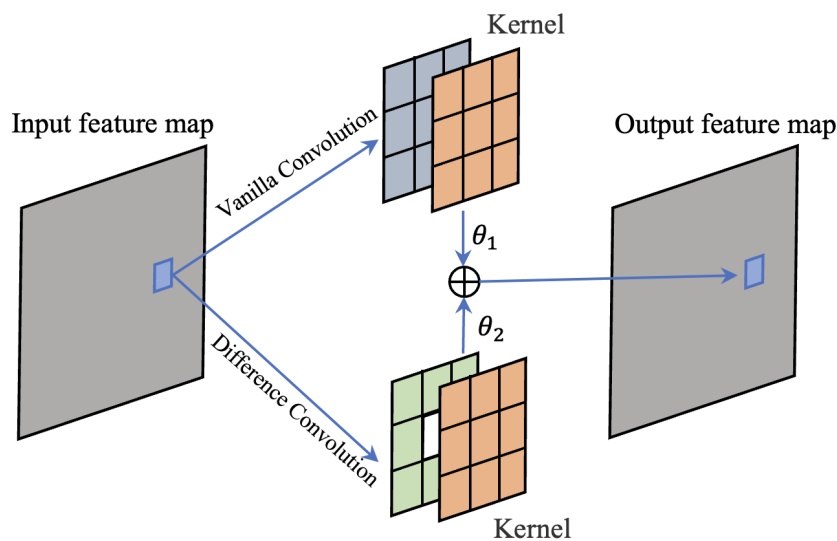 Kernel
Input feature map
Vanilla Convolution
Output feature map
θ₁
θ₂
Difference Convolution
Kernel